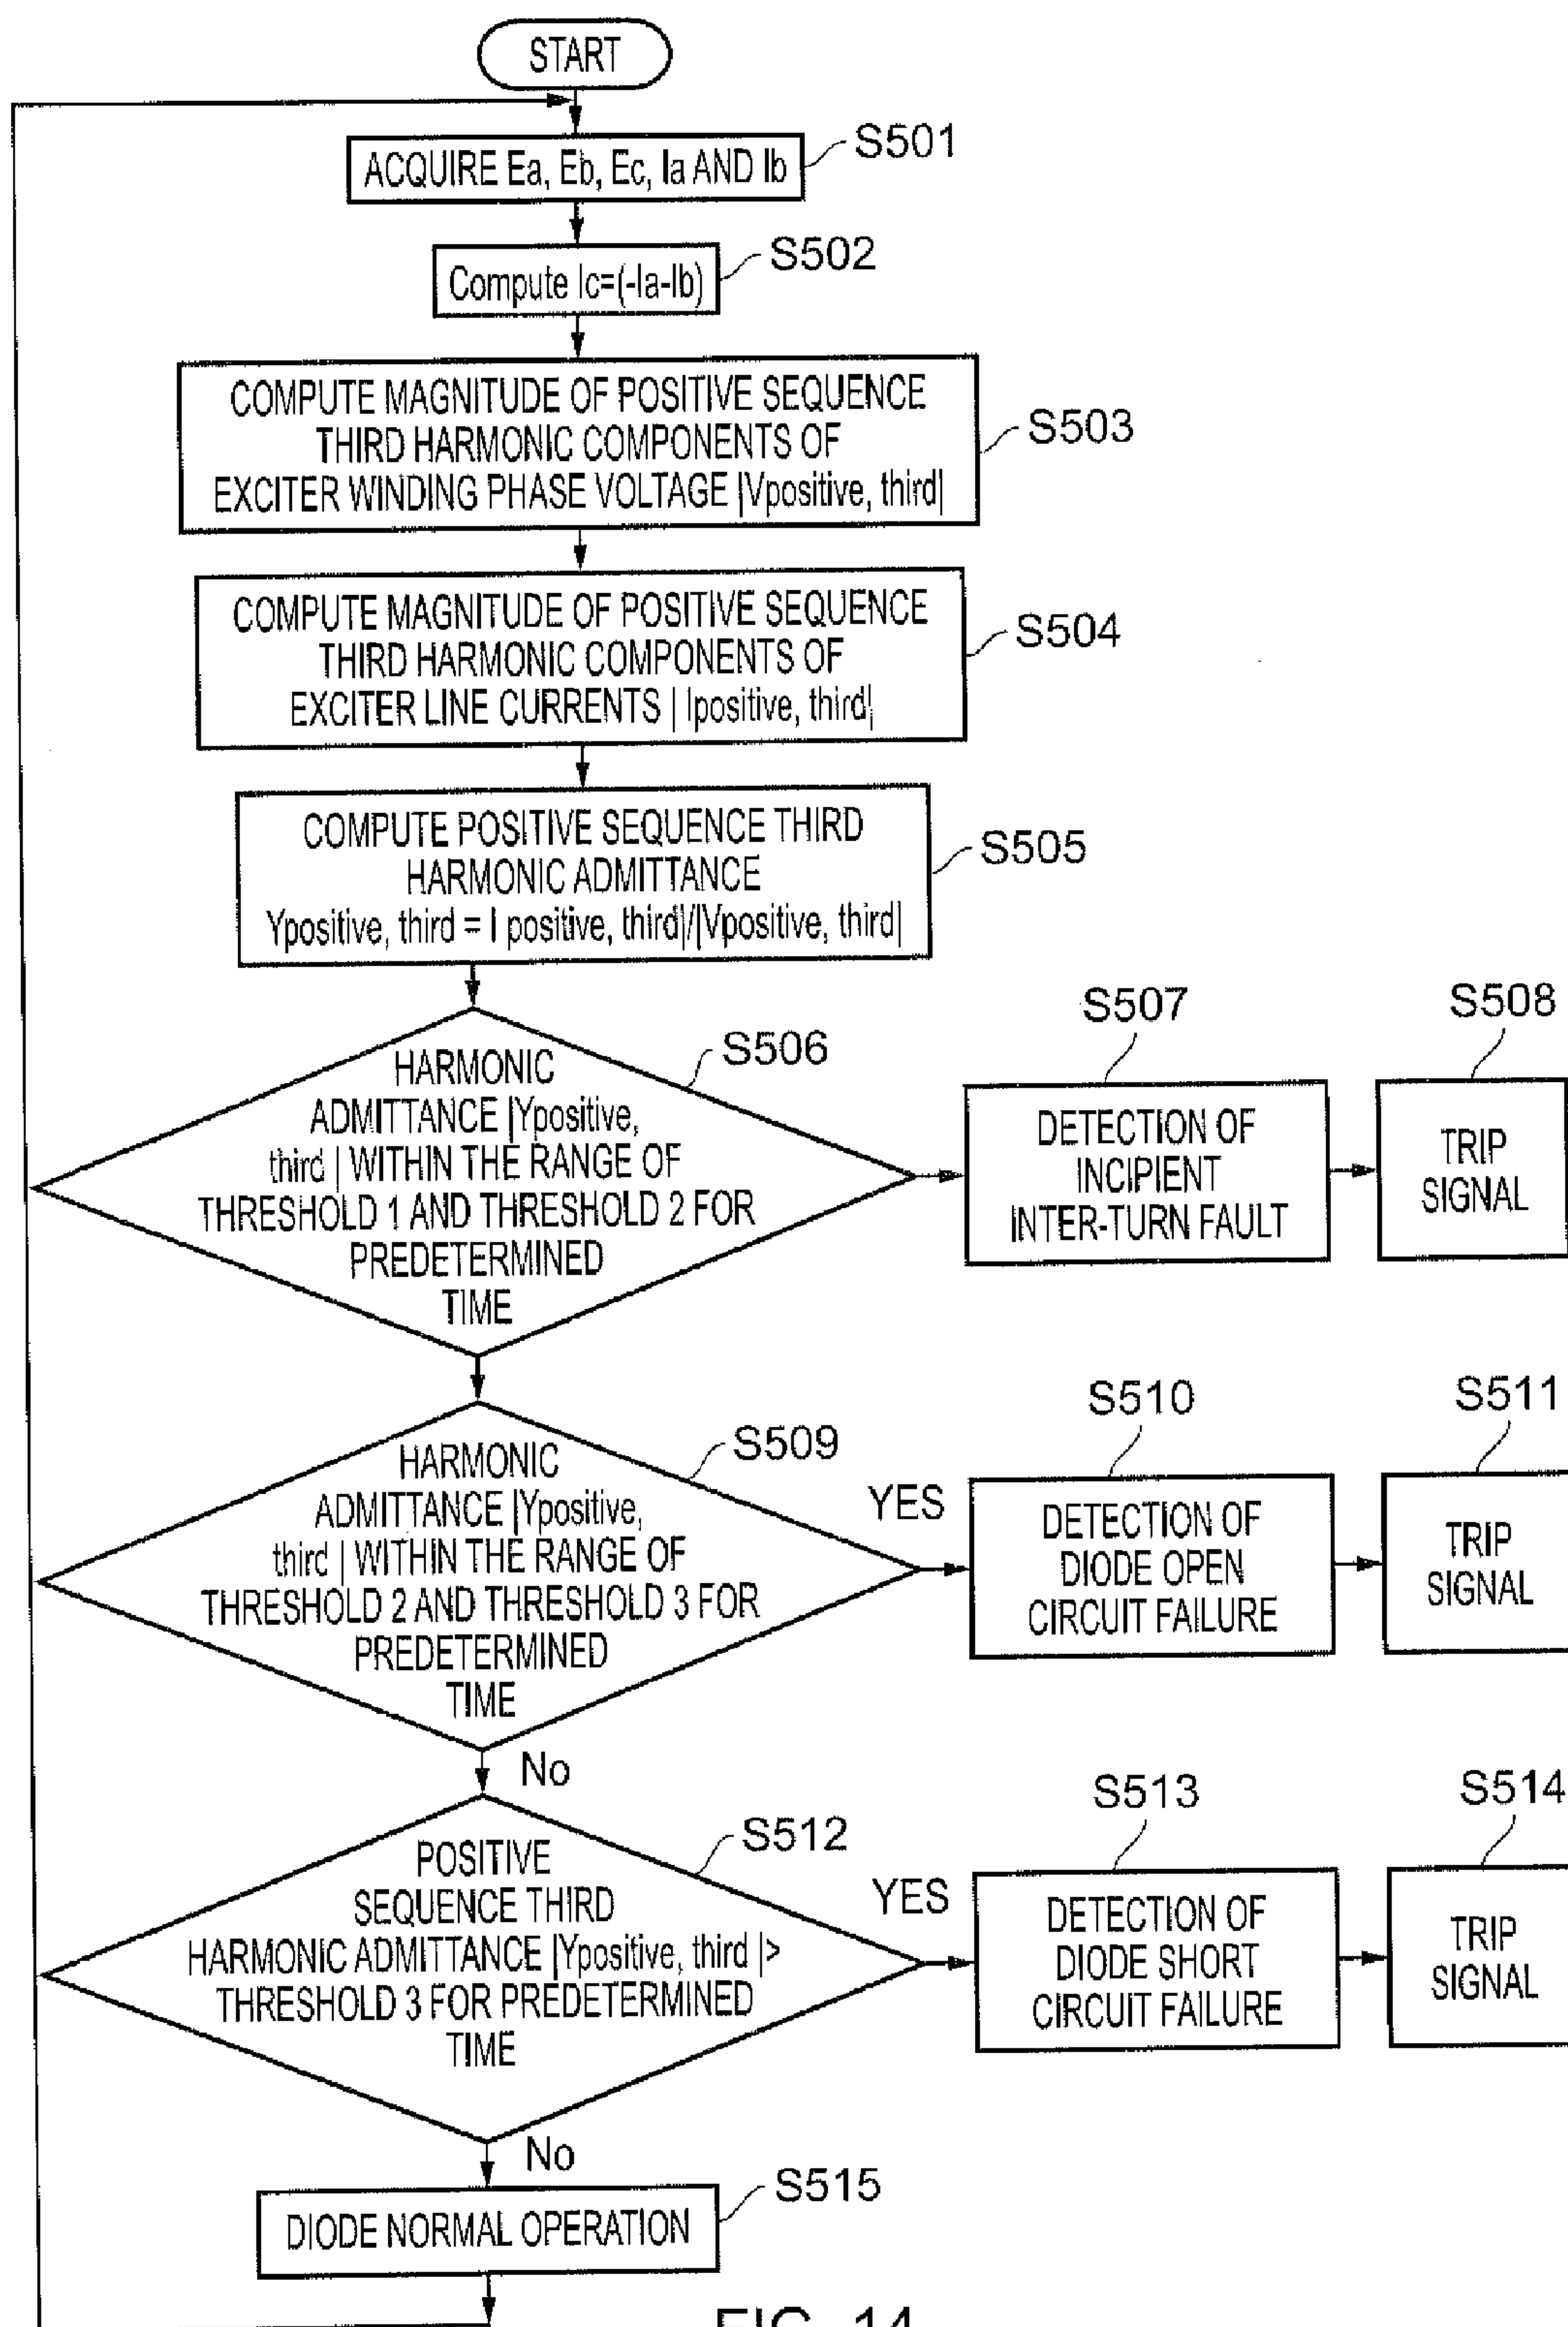 START
ACQUIRE Ea, Eb, Ec, Ia AND Ib
S501
Compute Ic=(-Ia-Ib)
S502
COMPUTE MAGNITUDE OF POSITIVE SEQUENCE
THIRD HARMONIC COMPONENTS OF
EXCITER WINDING PHASE VOLTAGE |Vpositive, third|
S503
COMPUTE MAGNITUDE OF POSITIVE SEQUENCE
THIRD HARMONIC COMPONENTS OF
EXCITER LINE CURRENTS | Ipositive, third|
S504
COMPUTE POSITIVE SEQUENCE THIRD
HARMONIC ADMITTANCE
Ypositive, third = I positive, third|/|Vpositive, third|
S505
HARMONIC
ADMITTANCE |Ypositive,
third | WITHIN THE RANGE OF
THRESHOLD 1 AND THRESHOLD 2 FOR
PREDETERMINED
TIME
S506
S507
DETECTION OF
INCIPIENT
INTER-TURN FAULT
S508
TRIP
SIGNAL
HARMONIC
ADMITTANCE |Ypositive,
third | WITHIN THE RANGE OF
THRESHOLD 2 AND THRESHOLD 3 FOR
PREDETERMINED
TIME
S509
YES
S510
DETECTION OF
DIODE OPEN
CIRCUIT FAILURE
S511
TRIP
SIGNAL
No
POSITIVE
SEQUENCE THIRD
HARMONIC ADMITTANCE |Ypositive, third |>
THRESHOLD 3 FOR PREDETERMINED
TIME
S512
YES
S513
DETECTION OF
DIODE SHORT
CIRCUIT FAILURE
S514
TRIP
SIGNAL
No
DIODE NORMAL OPERATION
S515
FIG. 14